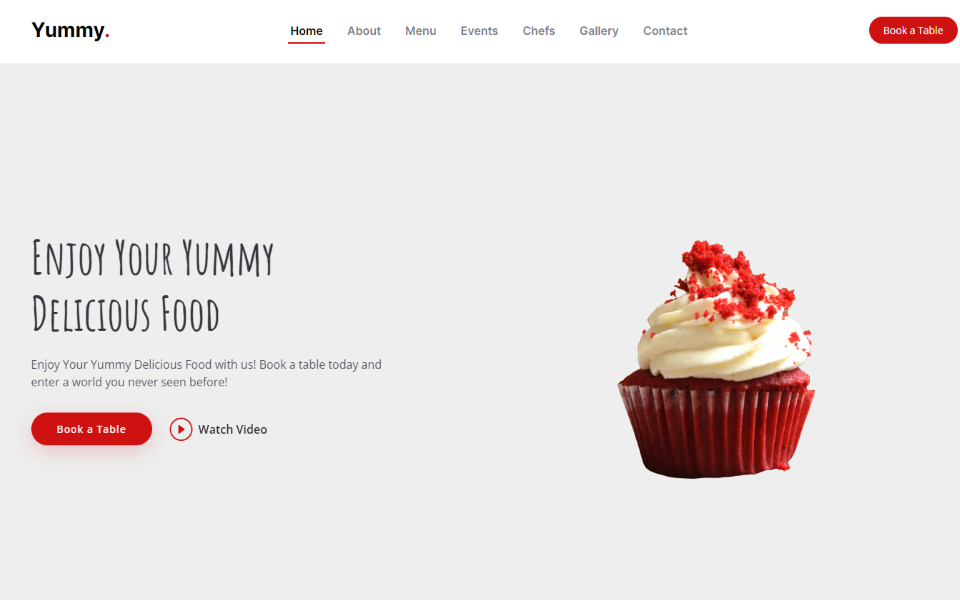 Yummy.
Home About Menu Events Chefs Gallery Contact
Book a Table
Enjoy Your Yummy
Delicious Food
Enjoy Your Yummy Delicious Food with us! Book a table today and
enter a world you never seen before!
Book a Table
Watch Video